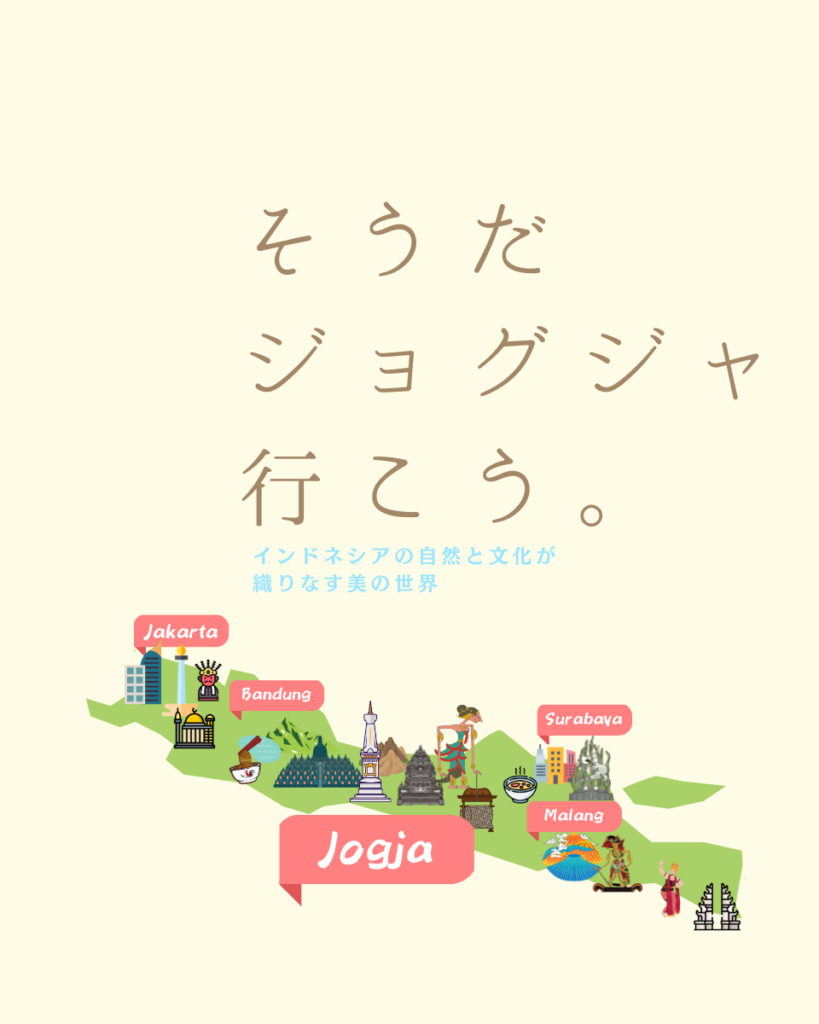 そうだ
ジョグジャ
行こう。
インドネシアの自然と文化が
織りなす美の世界
Jakarta
Bandung
Surabaya
Malang
Jogja